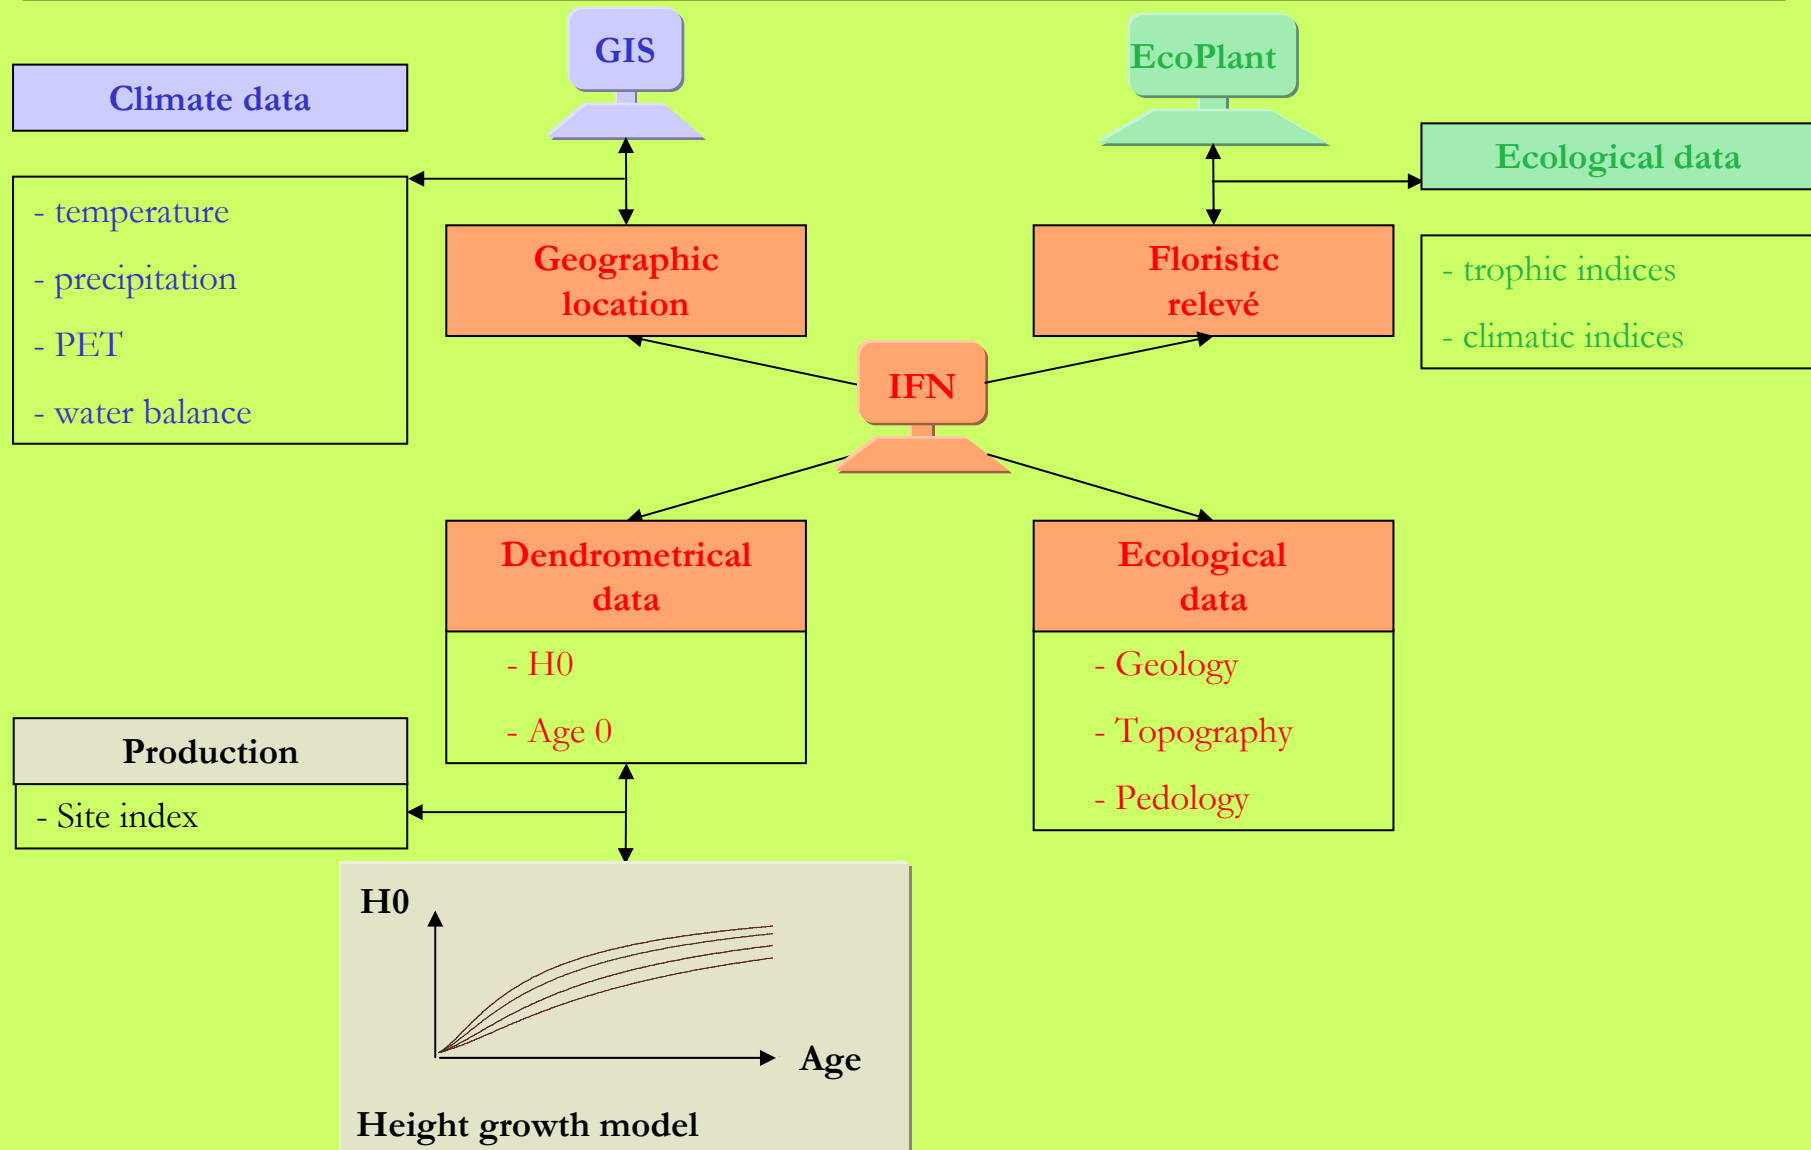 GIS
EcoPlant
Climate data
Ecological data
- temperature
- precipitation
- PET
- water balance
Geographic
location
Floristic
relevé
- trophic indices
- climatic indices
IFN
Dendrometrical
data
- H0
- Age 0
Ecological
data
- Geology
- Topography
- Pedology
Production
- Site index
H0
Age
Height growth model